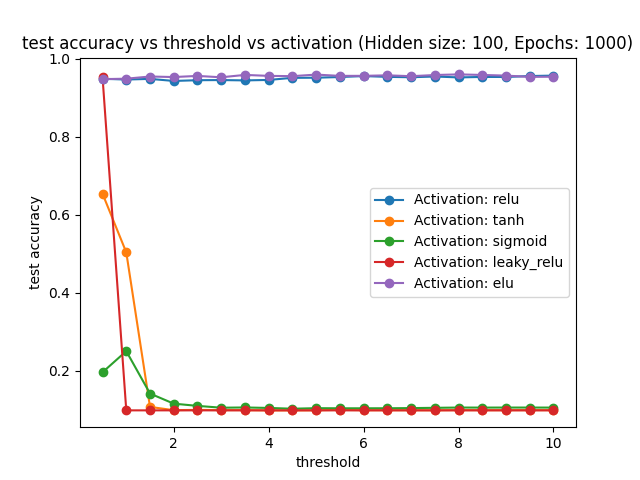 test accuracy vs threshold vs activation (Hidden size: 100, Epochs: 1000)
1.0
0.8
0.6
0.4
0.2
test accuracy
Activation: relu
Activation: tanh
Activation: sigmoid
Activation: leaky_relu
Activation: elu
2 4 6 8 10
threshold